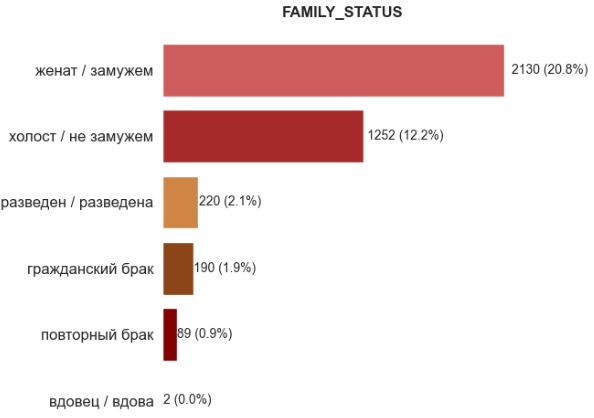 FAMILY_STATUS
женат / замужем
2130 (20.8%)
холост / не замужем
1252 (12.2%)
разведен / разведена
220 (2.1%)
гражданский брак
190 (1.9%)
повторный брак
89 (0.9%)
вдовец / вдова
2 (0.0%)